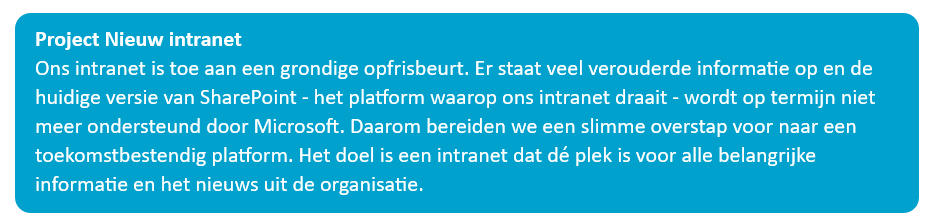 Project Nieuw intranet
Ons intranet is toe aan een grondige opfrisbeurt. Er staat veel verouderde informatie op en de
huidige versie van SharePoint - het platform waarop ons intranet draait - wordt op termijn niet
meer ondersteund door Microsoft. Daarom bereiden we een slimme overstap voor naar een
toekomstbestendig platform. Het doel is een intranet dat dé plek is voor alle belangrijke
informatie en het nieuws uit de organisatie.